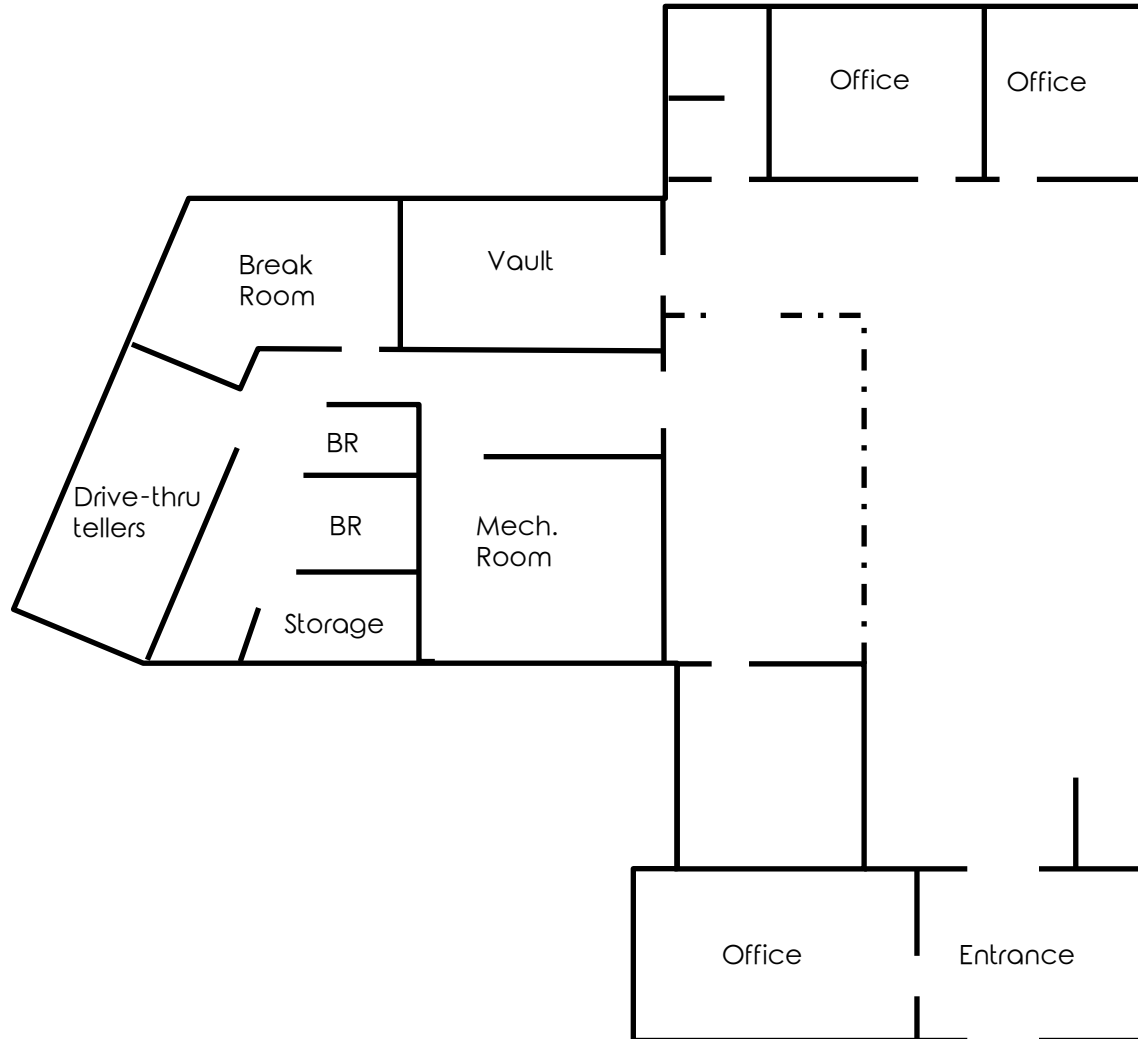 Office
Office
Vault
Break
Room
BR
Drive-thru
tellers
BR
Mech.
Room
Storage
Office
Entrance